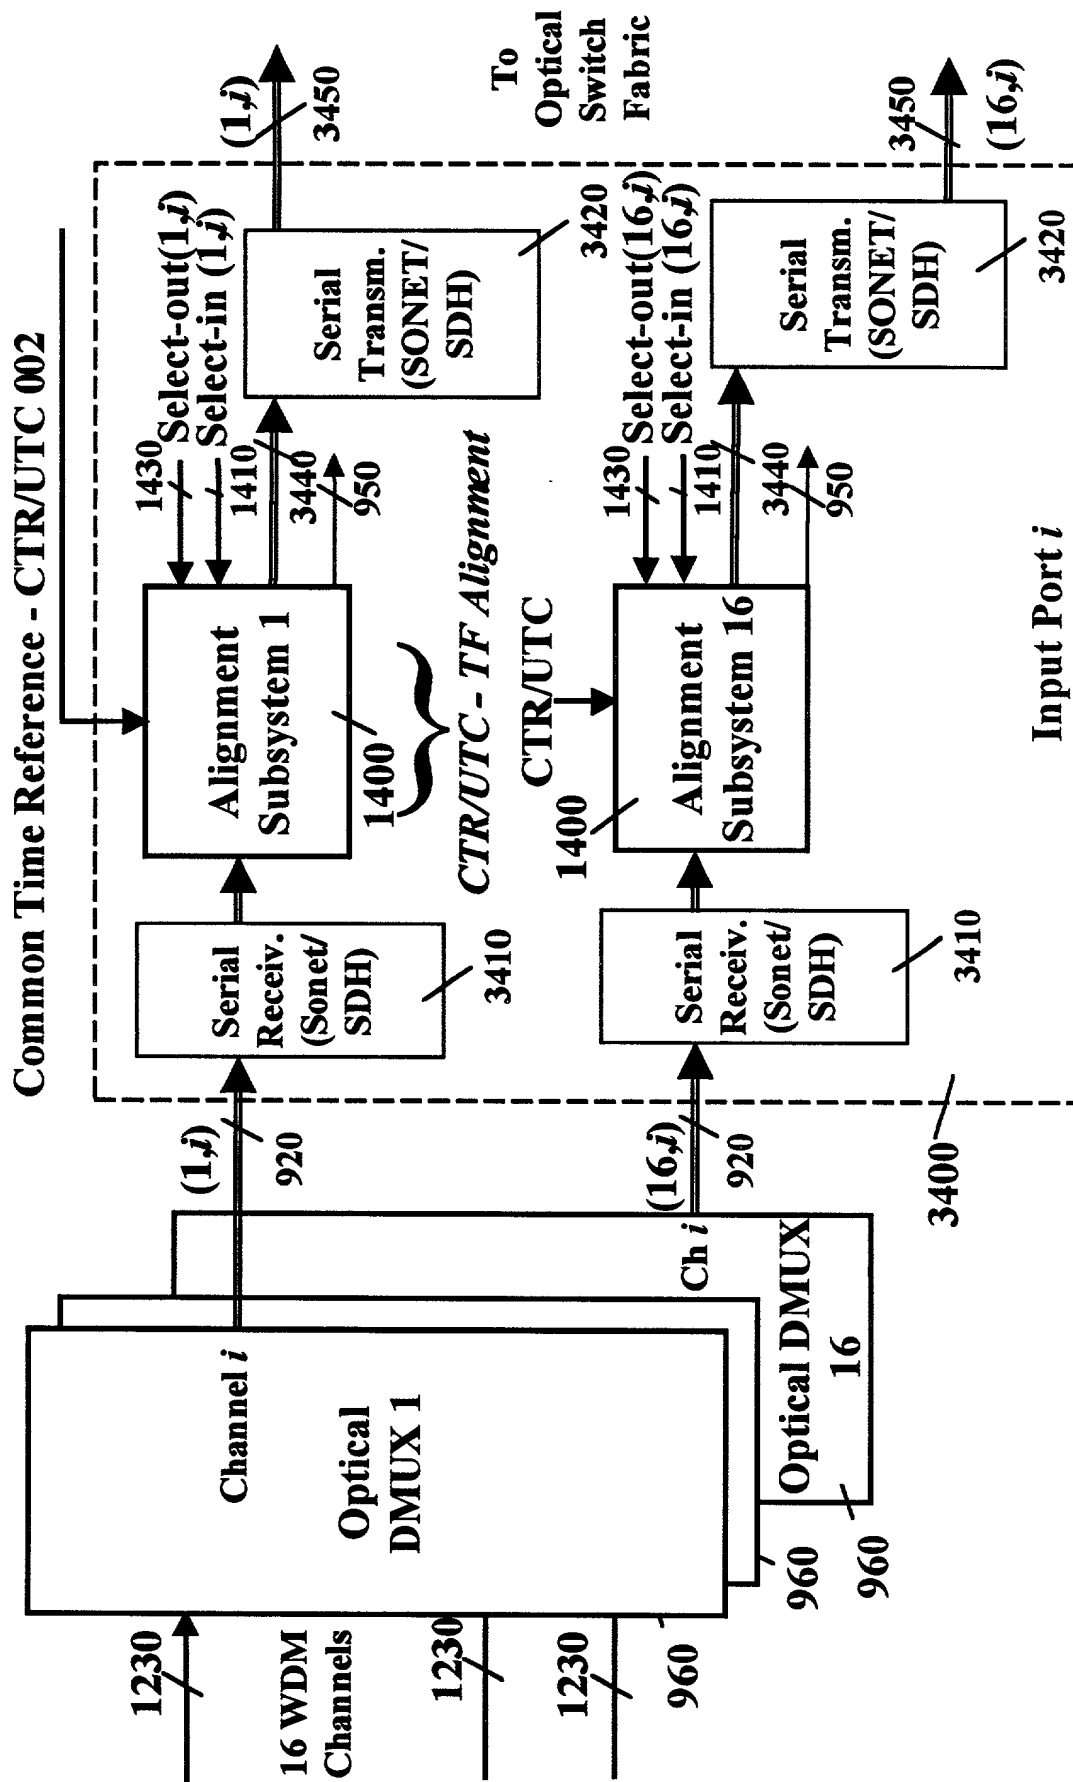 Common Time Reference - CTR/UTC 002
1230
16 WDM
Channels
1230
1230
960
960
960
Channel i
Optical
DMUX 1
Ch i
Optical DMUX
16
(1,i)
920
(16,i)
920
3400
Serial
Receiv.
(Sonet/
SDH)
3410
Serial
Receiv.
(Sonet/
SDH)
3410
Alignment
Subsystem 1
1400
CTR/UTC - TF Alignment
CTR/UTC
Alignment
Subsystem 16
1400
1430
Select-out(1,i)
Select-in (1,i)
1410
3440
950
1430
Select-out(16,i)
Select-in (16,i)
1410
3440
950
Serial
Transm.
(SONET/
SDH)
3420
Serial
Transm.
(SONET/
SDH)
3420
(1,i)
3450
To
Optical
Switch
Fabric
3450
(16,i)
Input Port i